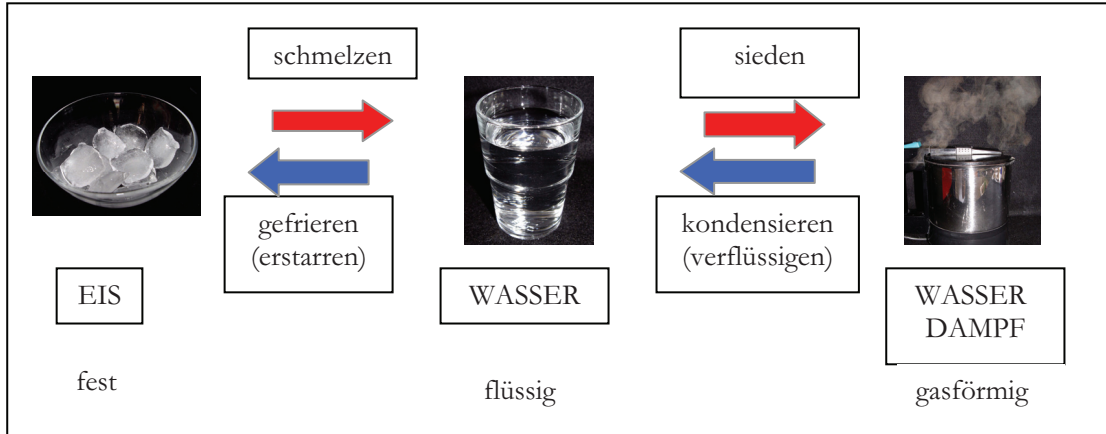 schmelzen
sieden
gefrieren
(erstarren)
kondensieren
(verflüssigen)
EIS
WASSER
WASSER
DAMPF
fest
flüssig
gasförmig